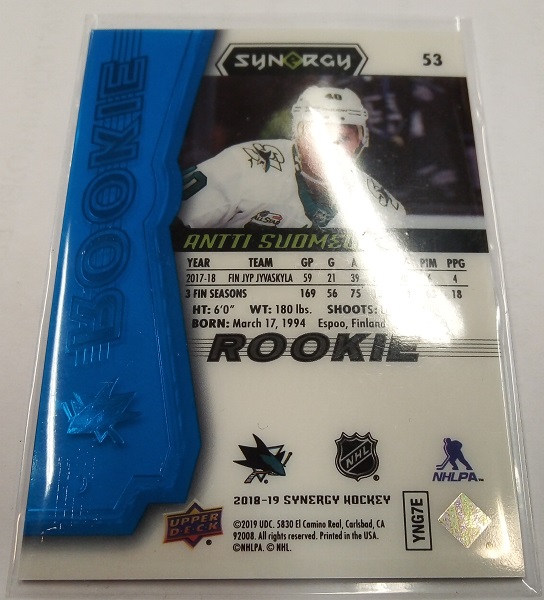 SYNERGY 53
40
ANTTI
YEAR TEAM GP G A PIM PPG
2017-18 FIN JYP JYVASKYLA 59 21 39 4
3 FIN SEASONS 169 56 75 18
HT: 6'0" WT: 180 lbs. SHOOTS:
BORN: March 17, 1994 Espoo, Finland
ROOKIE
ROOKIE
NHL
NHLPA
2018-19 SYNERGY HOCKEY
UPPER DECK
©2019 UDC. 5830 El Camino Real, Carlsbad, CA
92008. All rights reserved. Printed in the USA.
©NHLPA. © NHL.
YNG7E